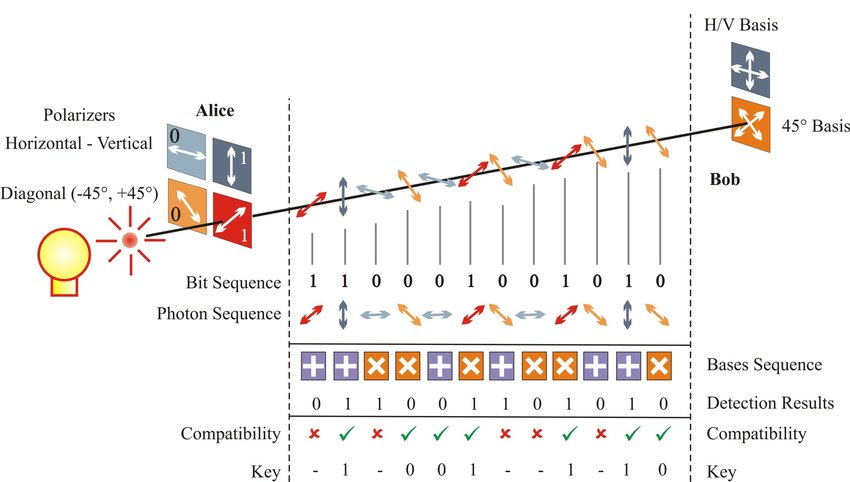 H/V Basis
Polarizers
Alice
Horizontal - Vertical
0
1
45° Basis
Diagonal (-45°, +45°)
0
1
Bob
Bit Sequence 1 1 0 0 0 1 0 0 1 0 1 0
Photon Sequence
Bases Sequence
0 1 1 0 0 1 1 0 1 0 1 0 Detection Results
Compatibility ✘ ✓ ✘ ✓ ✓ ✓ ✘ ✘ ✓ ✘ ✓ ✓ Compatibility
Key - 1 - 0 0 1 - - 1 - 1 0 Key